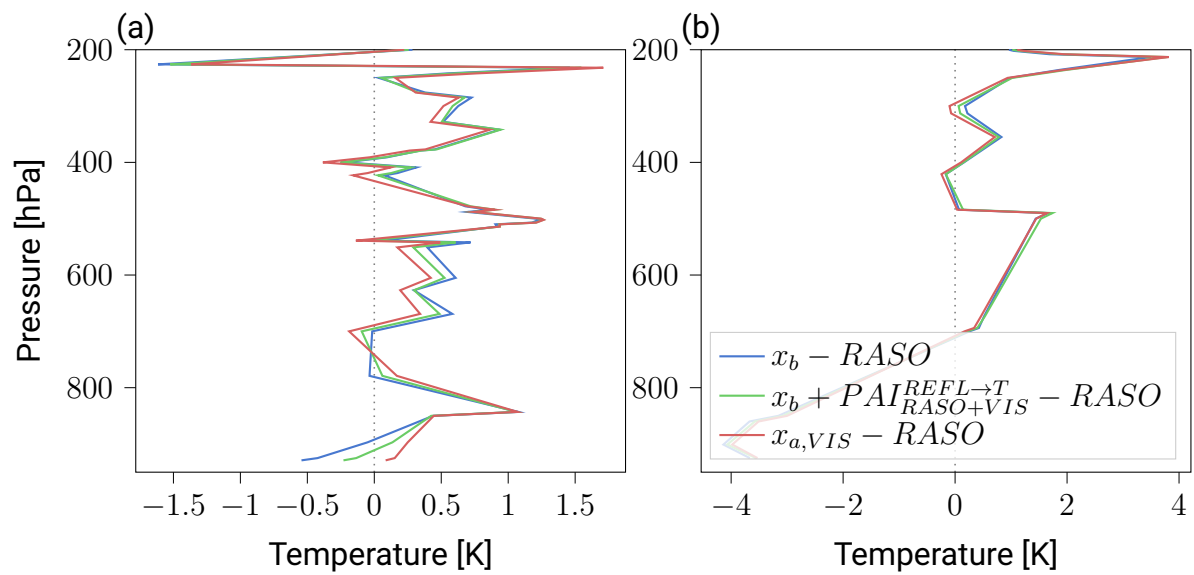 (a) (b)
200 200
400 400
600 600
800 800
Pressure [hPa]
−1.5 −1 −0.5 0 0.5 1 1.5
−4 −2 0 2 4
Temperature [K] Temperature [K]
x_b − RASO
x_b + PAI^{REFL→T}_{RASO+VIS} − RASO
x_{a,VIS} − RASO